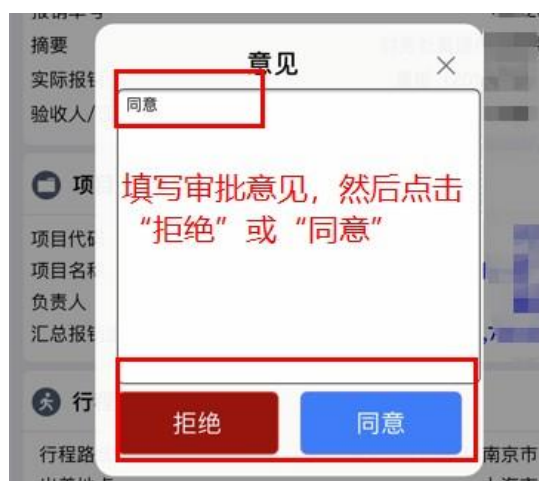 摘要
意见
实际报销
同意
验收人/
填写审批意见，然后点击
“拒绝”或“同意”
项
项目代码
项目名称
负责人
汇总报销
行
拒绝
同意
行程路
南京市